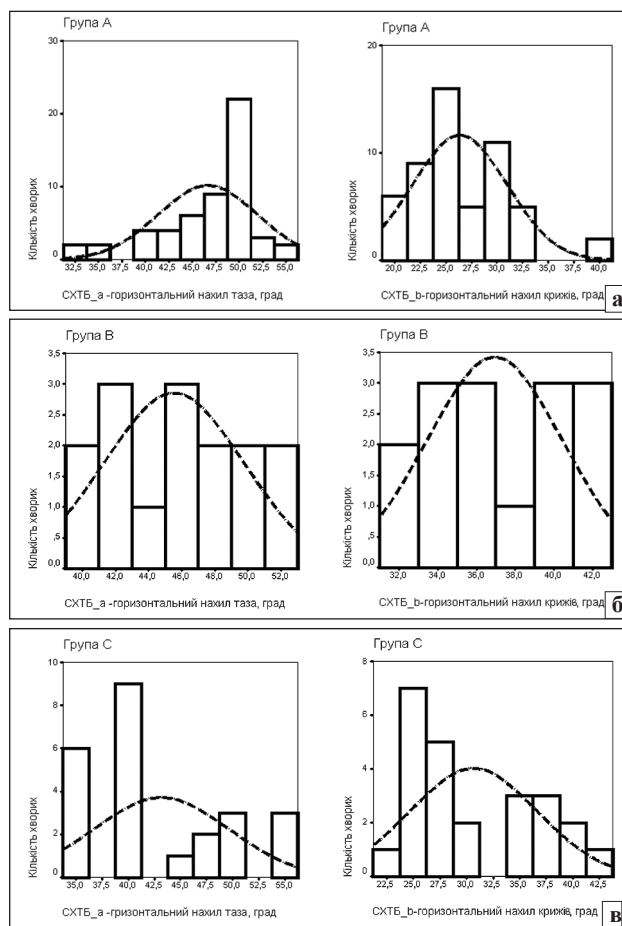 Група А
30
20
10
0
Кількість хворих
32,5 35,0 37,5 40,0 42,5 45,0 47,5 50,0 52,5 55,0
СХТБ_а -горизонтальний нахил таза, град
Група А
20
10
0
Кількість хворих
20,0 22,5 25,0 27,5 30,0 32,5 35,0 37,5 40,0
СХТБ_b-горизонтальний нахил крижів, град
а
Група В
3,5
3,0
2,5
2,0
1,5
1,0
,5
0,0
Кількість хворих
40,0 42,0 44,0 46,0 48,0 50,0 52,0
СХТБ_а -горизонтальний нахил таза, град
Група В
3,5
3,0
2,5
2,0
1,5
1,0
,5
0,0
Кількість хворих
32,0 34,0 36,0 38,0 40,0 42,0
СХТБ_b-горизонтальний нахил крижів, град
б
Група С
10
8
6
4
2
0
Кількість хворих
35,0 37,5 40,0 42,5 45,0 47,5 50,0 52,5 55,0
СХТБ_а -гризонтальний нахил таза, град
Група С
8
6
4
2
0
Кількість хворих
22,5 25,0 27,5 30,0 32,5 35,0 37,5 40,0 42,5
СХТБ_b-горизонтальний нахил крижів, град
в